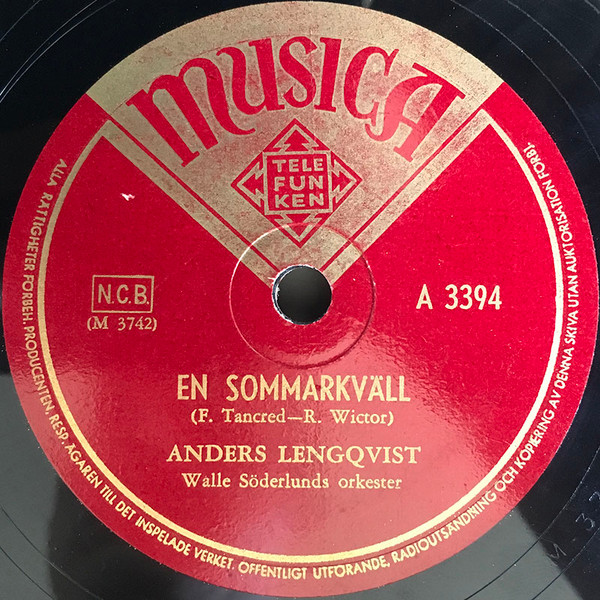 MUSICA
TELE
FUN
KEN
N.C.B.
(M 3742)
A 3394
EN SOMMARKVÄLL
(F. Tancred—R. Wictor)
ANDERS LENGQVIST
Walle Söderlunds orkester
ALLA RÄTTIGHETER FÖRBEH. PRODUCENTEN, RESP. ÄGAREN TILL DET INSPELADE VERKET. OFFENTLIGT UTFÖRANDE, RADIOUTSÄNDNING OCH KOPIERING AV DENNA SKIVA UTAN AUKTORISATION FÖRBJ.